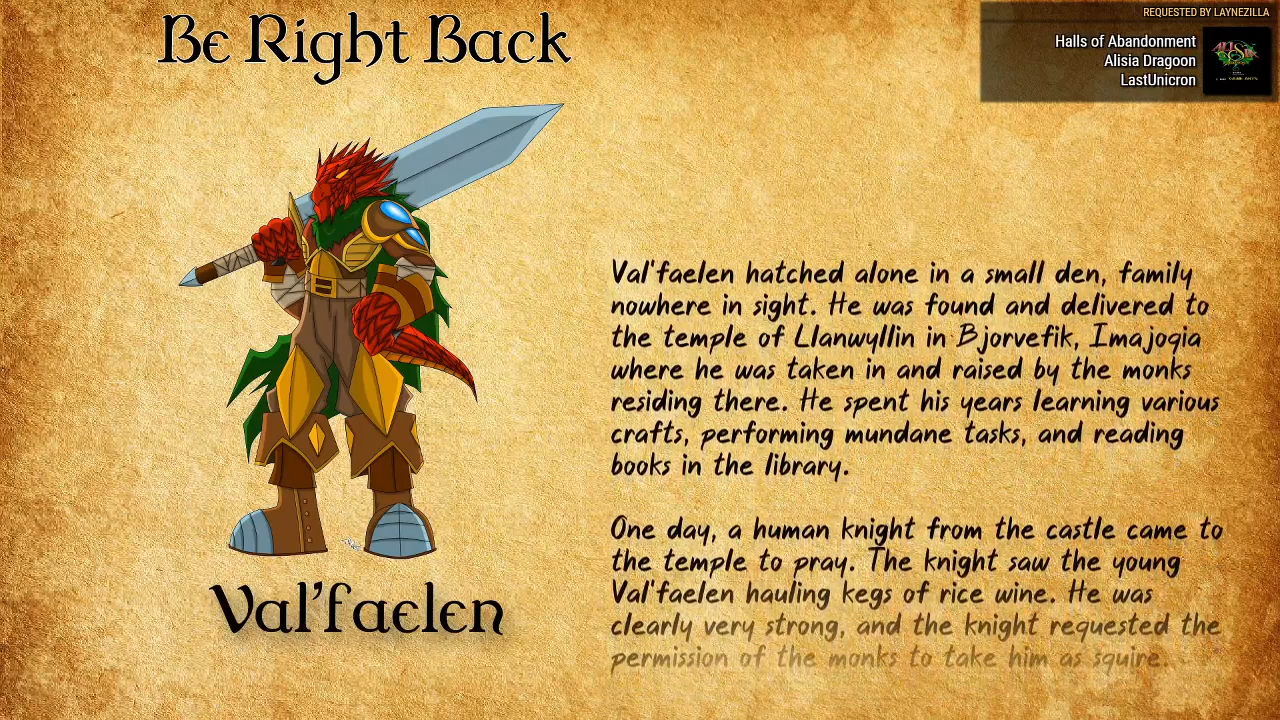 Be Right Back
REQUESTED BY LAYNEZILLA
Halls of Abandonment
Alisia Dragoon
LastUnicron
Val'faelen hatched alone in a small den, family
nowhere in sight. He was found and delivered to
the temple of Llanwyllin in Bjorvefik, Imajoqia
where he was taken in and raised by the monks
residing there. He spent his years learning various
crafts, performing mundane tasks, and reading
books in the library.
One day, a human knight from the castle came to
the temple to pray. The knight saw the young
Val'faelen hauling kegs of rice wine. He was
clearly very strong, and the knight requested the
permission of the monks to take him as squire.
Val'faelen